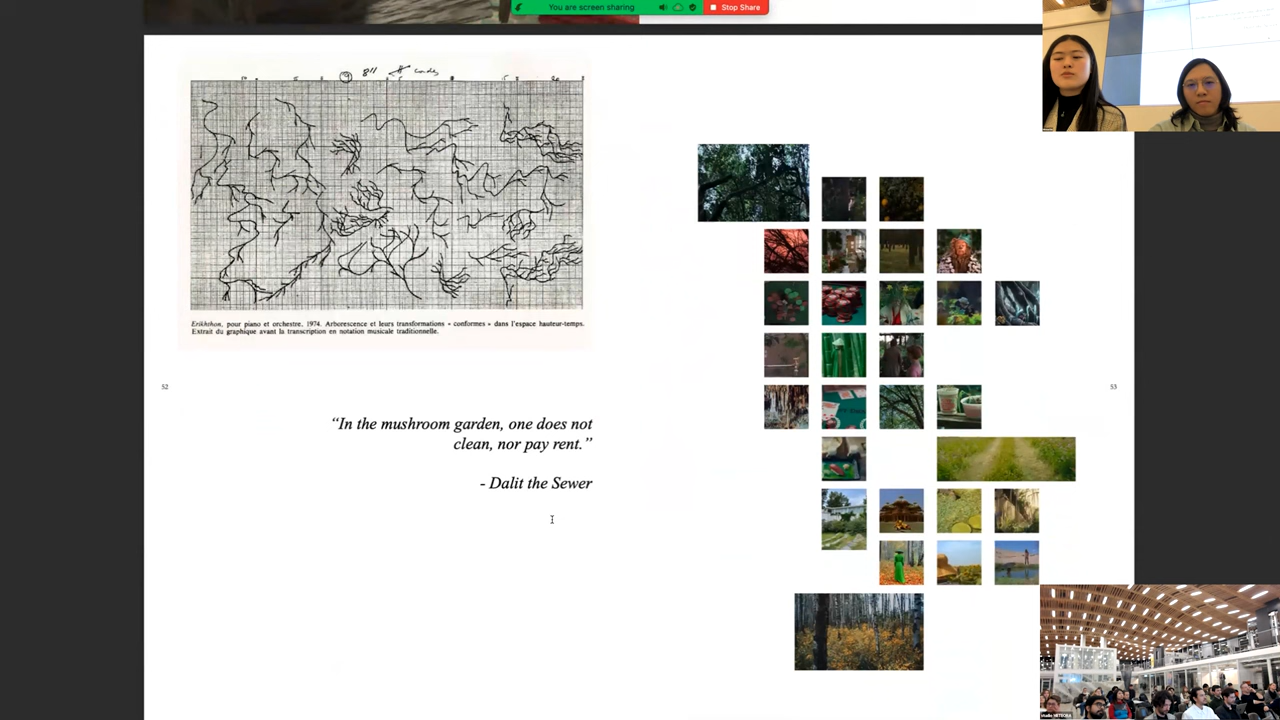 You are screen sharing
Stop Share
8"
Erikhthon, pour piano et orchestre, 1974. Arborescence et leurs transformations « conformes » dans l'espace hauteur-temps.
Extrait du graphique avant la transcription en notation musicale traditionnelle.
52
53
“In the mushroom garden, one does not
clean, nor pay rent.”
- Dalit the Sewer